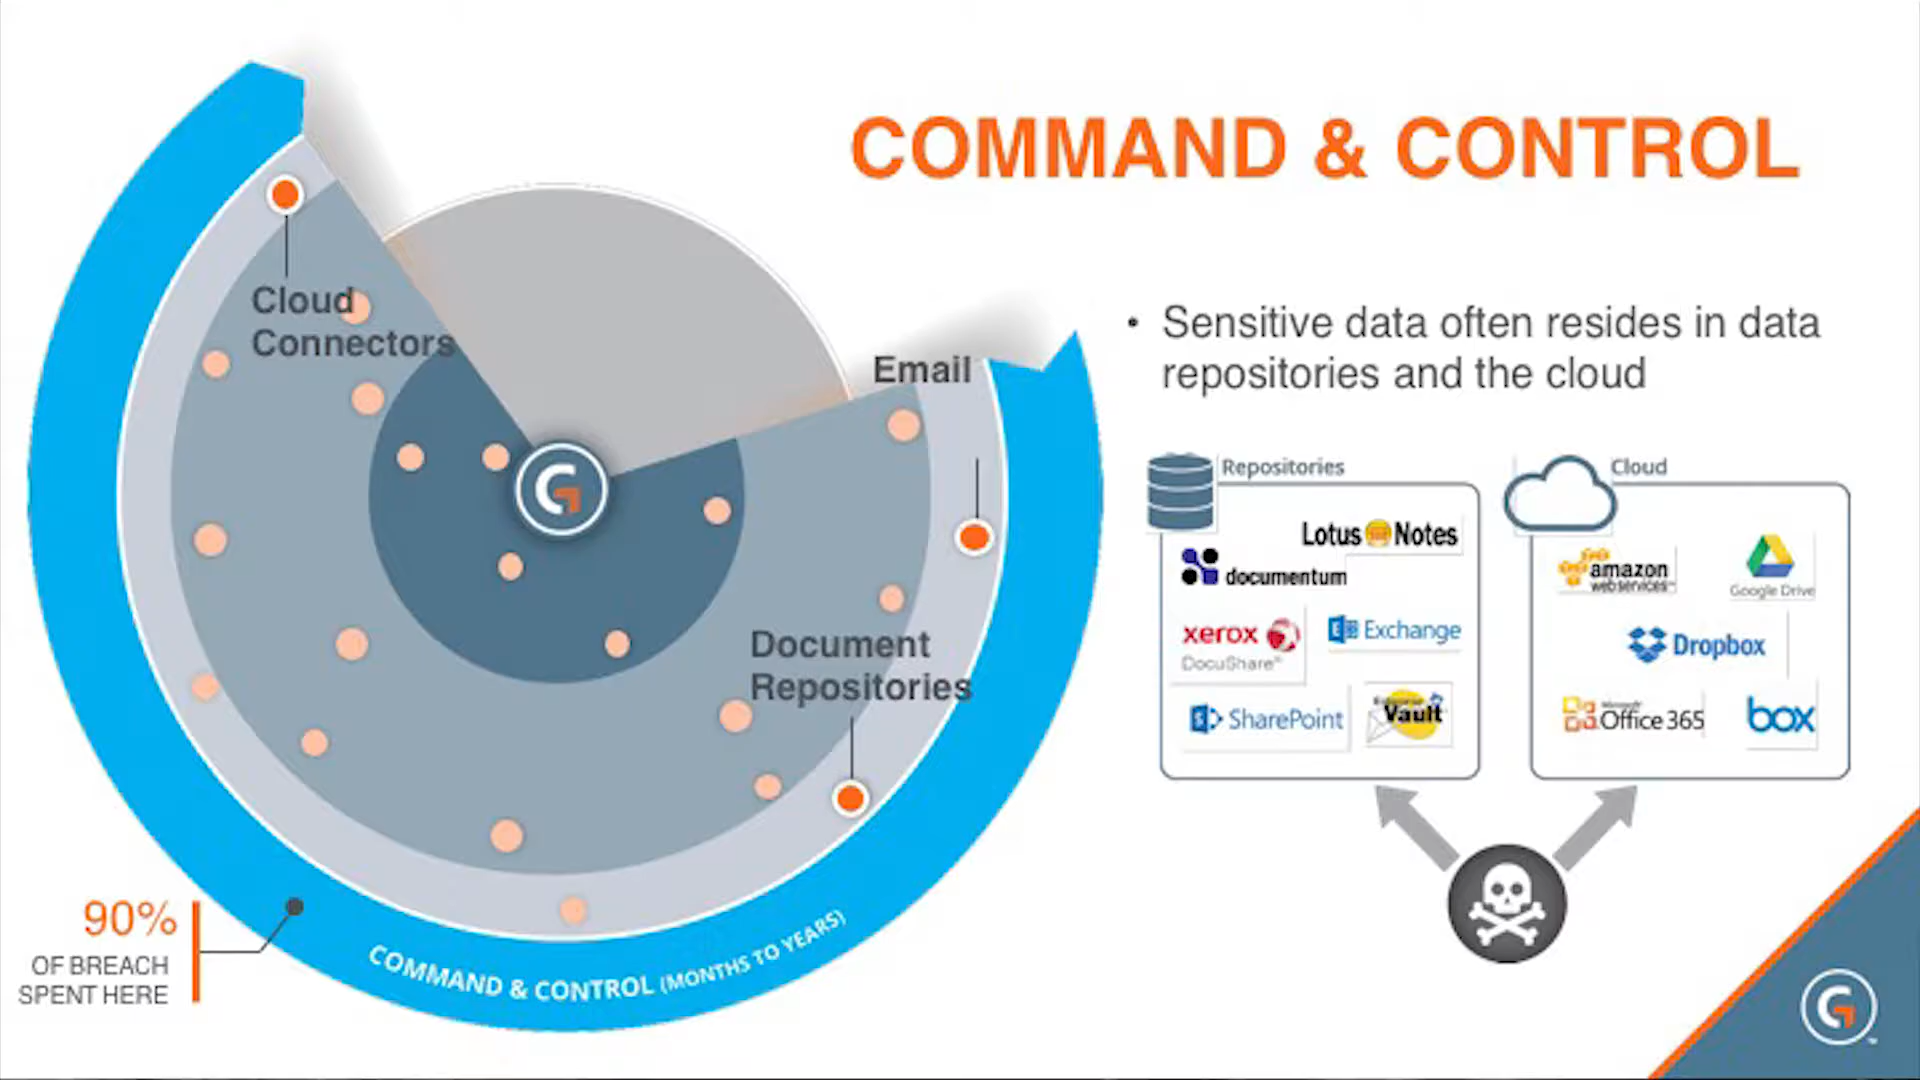 COMMAND & CONTROL
Cloud
Connectors
Email
Document
Repositories
90%
OF BREACH
SPENT HERE
COMMAND & CONTROL (MONTHS TO YEARS)
• Sensitive data often resides in data
repositories and the cloud
Repositories
Lotus Notes
documentum
xerox
DocuShare
Exchange
SharePoint
Vault
Cloud
amazon
webservices
Google Drive
Dropbox
Microsoft
Office 365
box